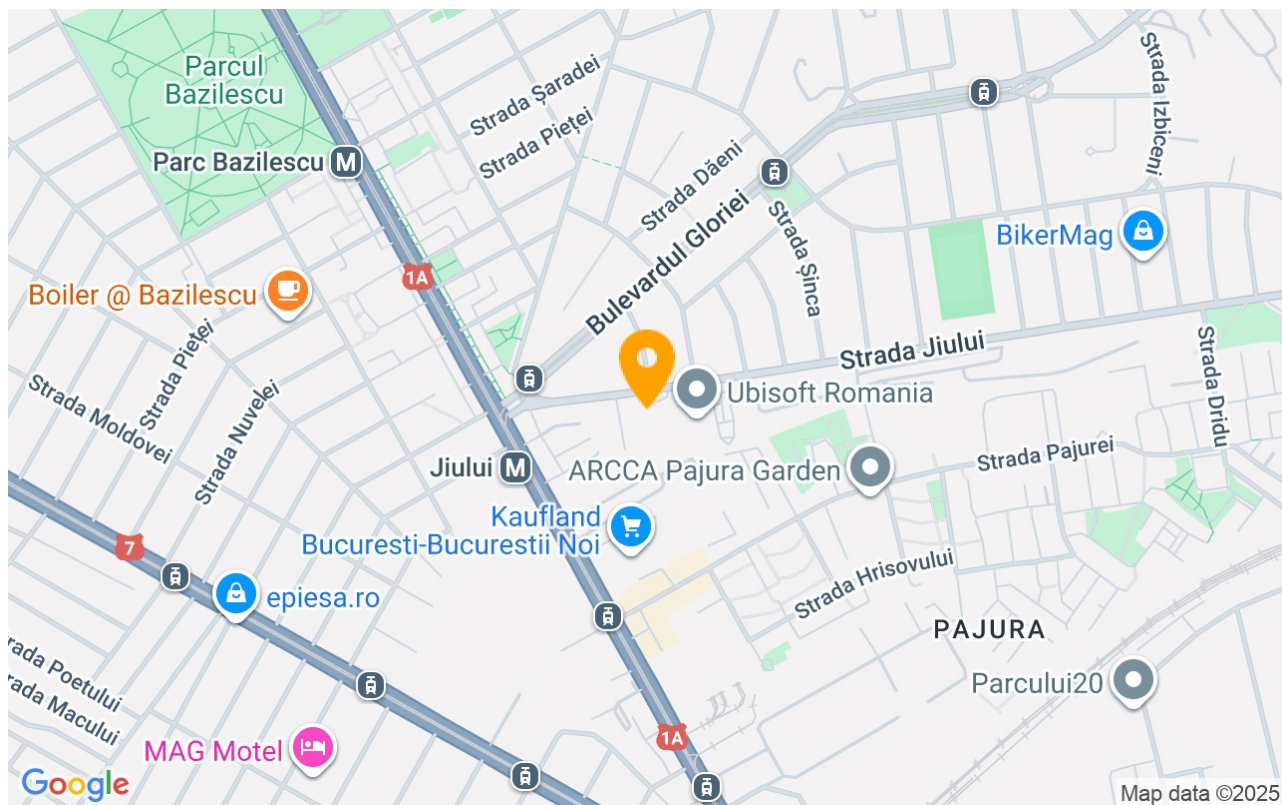 Parcul
Bazilescu
Strada Șaradei
Strada Pieței
Strada Izbiceni
Parc Bazilescu
M
Strada Dăeni
Bulevardul Gloriei
Strada Șinca
BikerMag
1A
Boiler @ Bazilescu
Strada Pieței
Strada Nuvelei
Strada Moldovei
Strada Jiului
Ubisoft Romania
Strada Dridu
Jiului
M
ARCCA Pajura Garden
Strada Pajurei
Kaufland
Bucuresti-Bucurestii Noi
7
epiesa.ro
Strada Hrisovului
PAJURA
Parcului20
rada Poetului
rada Macului
MAG Motel
1A
Google
Map data ©2025